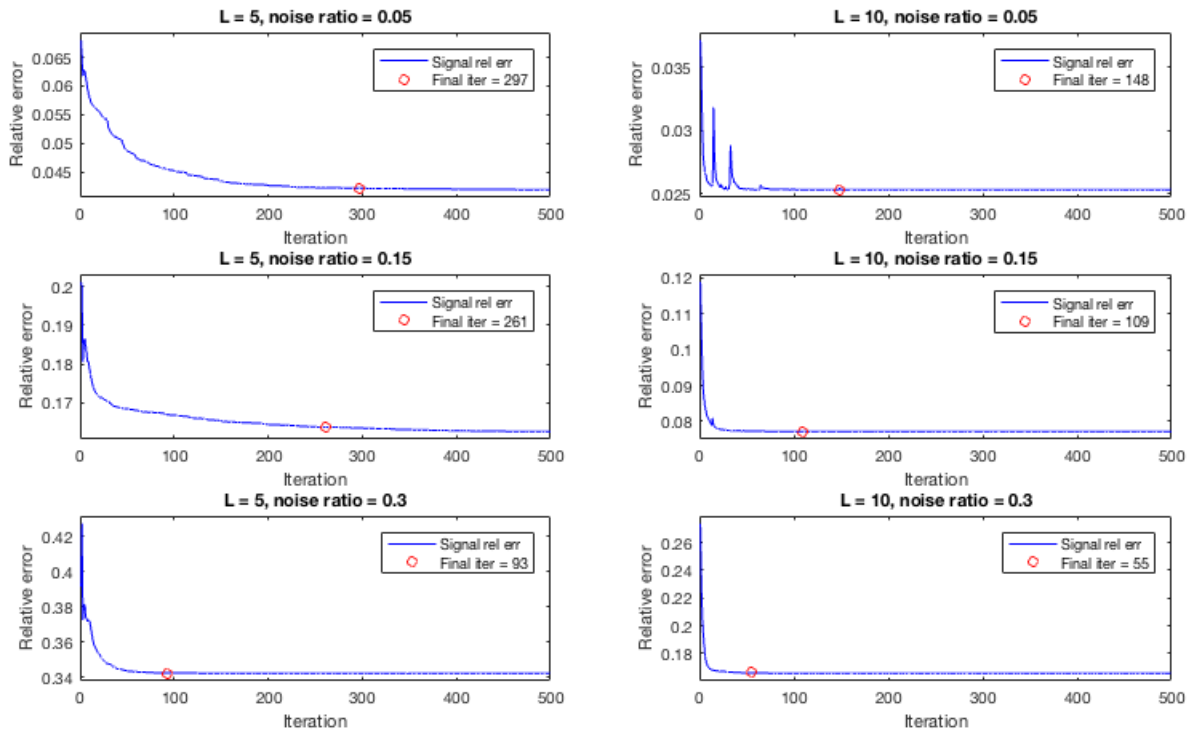 L = 5, noise ratio = 0.05
Relative error
0.065
0.06
0.055
0.05
0.045
Signal rel err
Final iter = 297
0 100 200 300 400 500
Iteration
L = 10, noise ratio = 0.05
Relative error
0.035
0.03
0.025
Signal rel err
Final iter = 148
0 100 200 300 400 500
Iteration
L = 5, noise ratio = 0.15
Relative error
0.2
0.19
0.18
0.17
Signal rel err
Final iter = 261
0 100 200 300 400 500
Iteration
L = 10, noise ratio = 0.15
Relative error
0.12
0.11
0.1
0.09
0.08
Signal rel err
Final iter = 109
0 100 200 300 400 500
Iteration
L = 5, noise ratio = 0.3
Relative error
0.42
0.4
0.38
0.36
0.34
Signal rel err
Final iter = 93
0 100 200 300 400 500
Iteration
L = 10, noise ratio = 0.3
Relative error
0.26
0.24
0.22
0.2
0.18
Signal rel err
Final iter = 55
0 100 200 300 400 500
Iteration